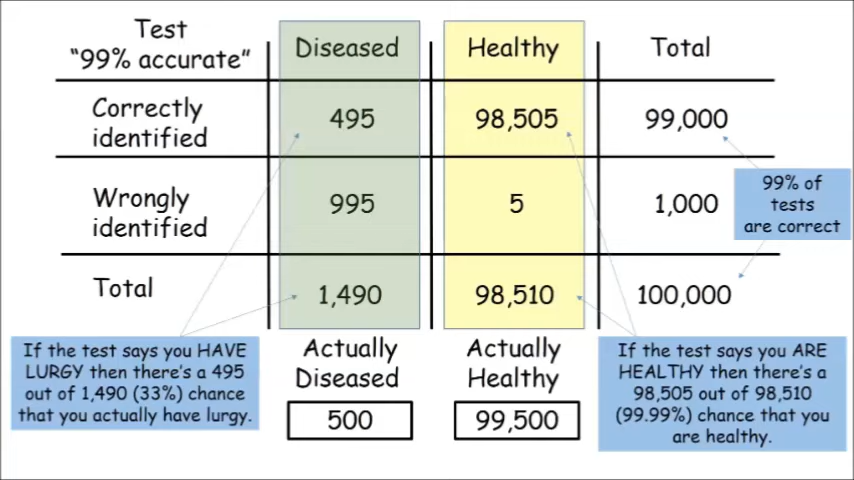 Test
“99% accurate”
Diseased
Healthy
Total
Correctly
identified
495
98,505
99,000
Wrongly
identified
995
5
1,000
99% of
tests
are correct
Total
1,490
98,510
100,000
If the test says you HAVE
LURGY then there's a 495
out of 1,490 (33%) chance
that you actually have lurgy.
Actually
Diseased
500
Actually
Healthy
99,500
If the test says you ARE
HEALTHY then there's a
98,505 out of 98,510
(99.99%) chance that you
are healthy.